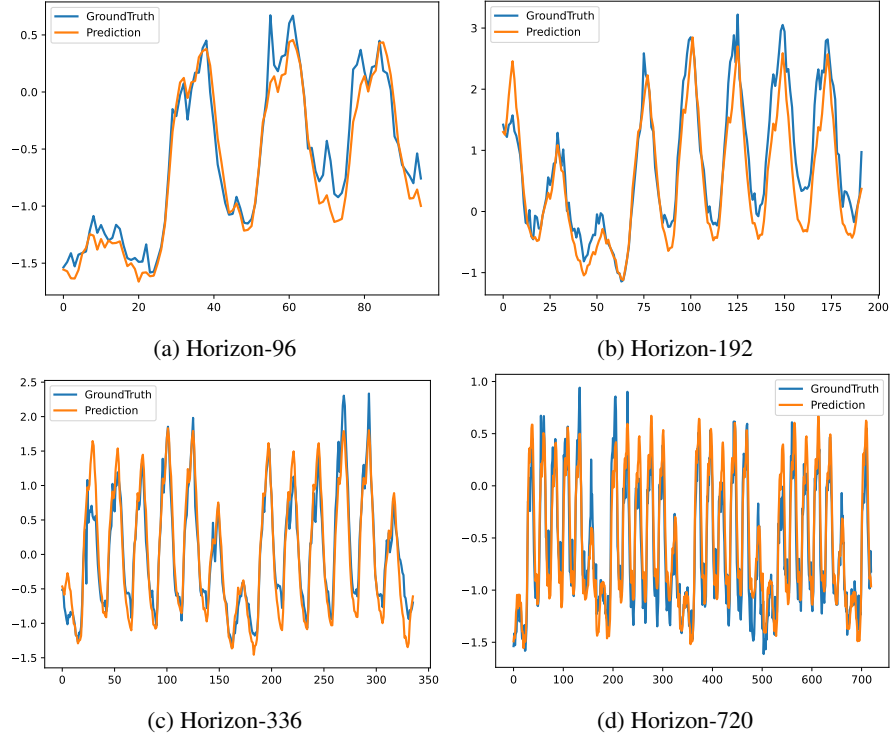 GroundTruth
Prediction
0.5
0.0
−0.5
−1.0
−1.5
0 20 40 60 80
(a) Horizon-96
GroundTruth
Prediction
3
2
1
0
−1
0 25 50 75 100 125 150 175 200
(b) Horizon-192
GroundTruth
Prediction
2.5
2.0
1.5
1.0
0.5
0.0
−0.5
−1.0
−1.5
0 50 100 150 200 250 300 350
(c) Horizon-336
GroundTruth
Prediction
1.0
0.5
0.0
−0.5
−1.0
−1.5
0 100 200 300 400 500 600 700
(d) Horizon-720